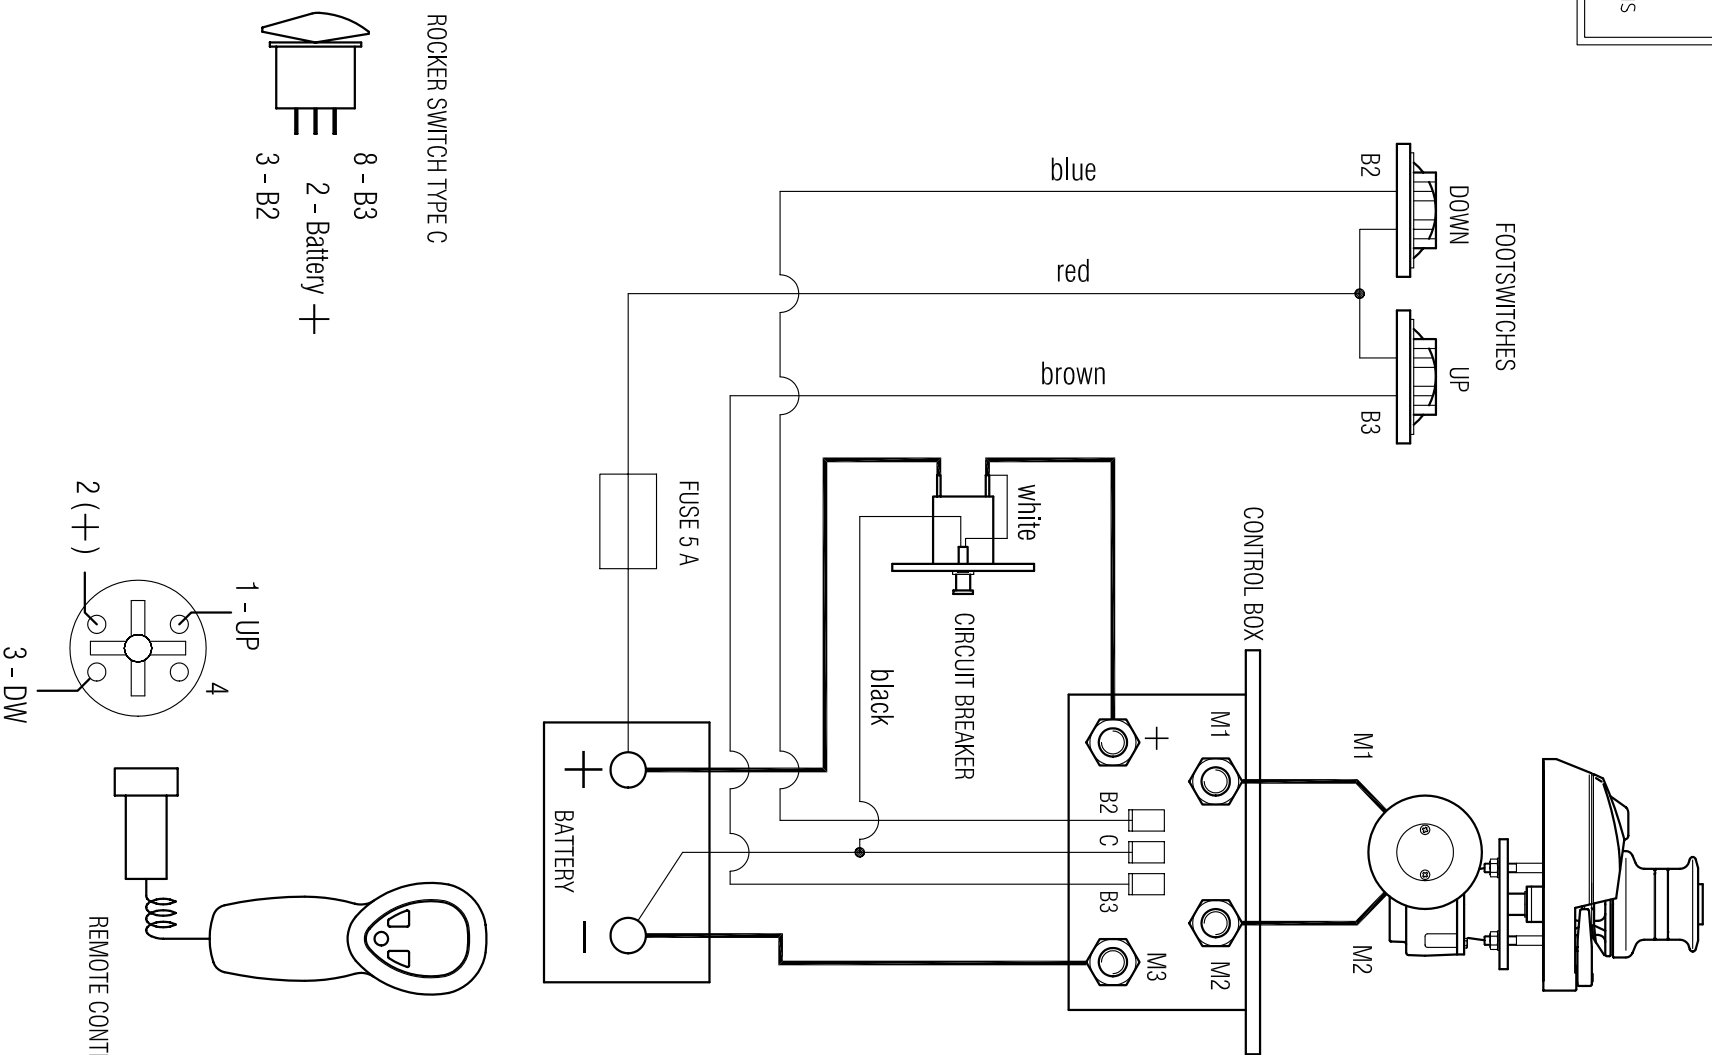 FOOTSWITCHES
DOWN
UP
B2
B3
blue
red
brown
CONTROL BOX
M1
M2
M1
M2
+
B2
C
B3
M3
white
CIRCUIT BREAKER
black
FUSE 5 A
+
BATTERY
-
ROCKER SWITCH TYPE C
8 - B3
2 - Battery +
3 - B2
1 - UP
2 (+)
3 - DW
4
REMOTE